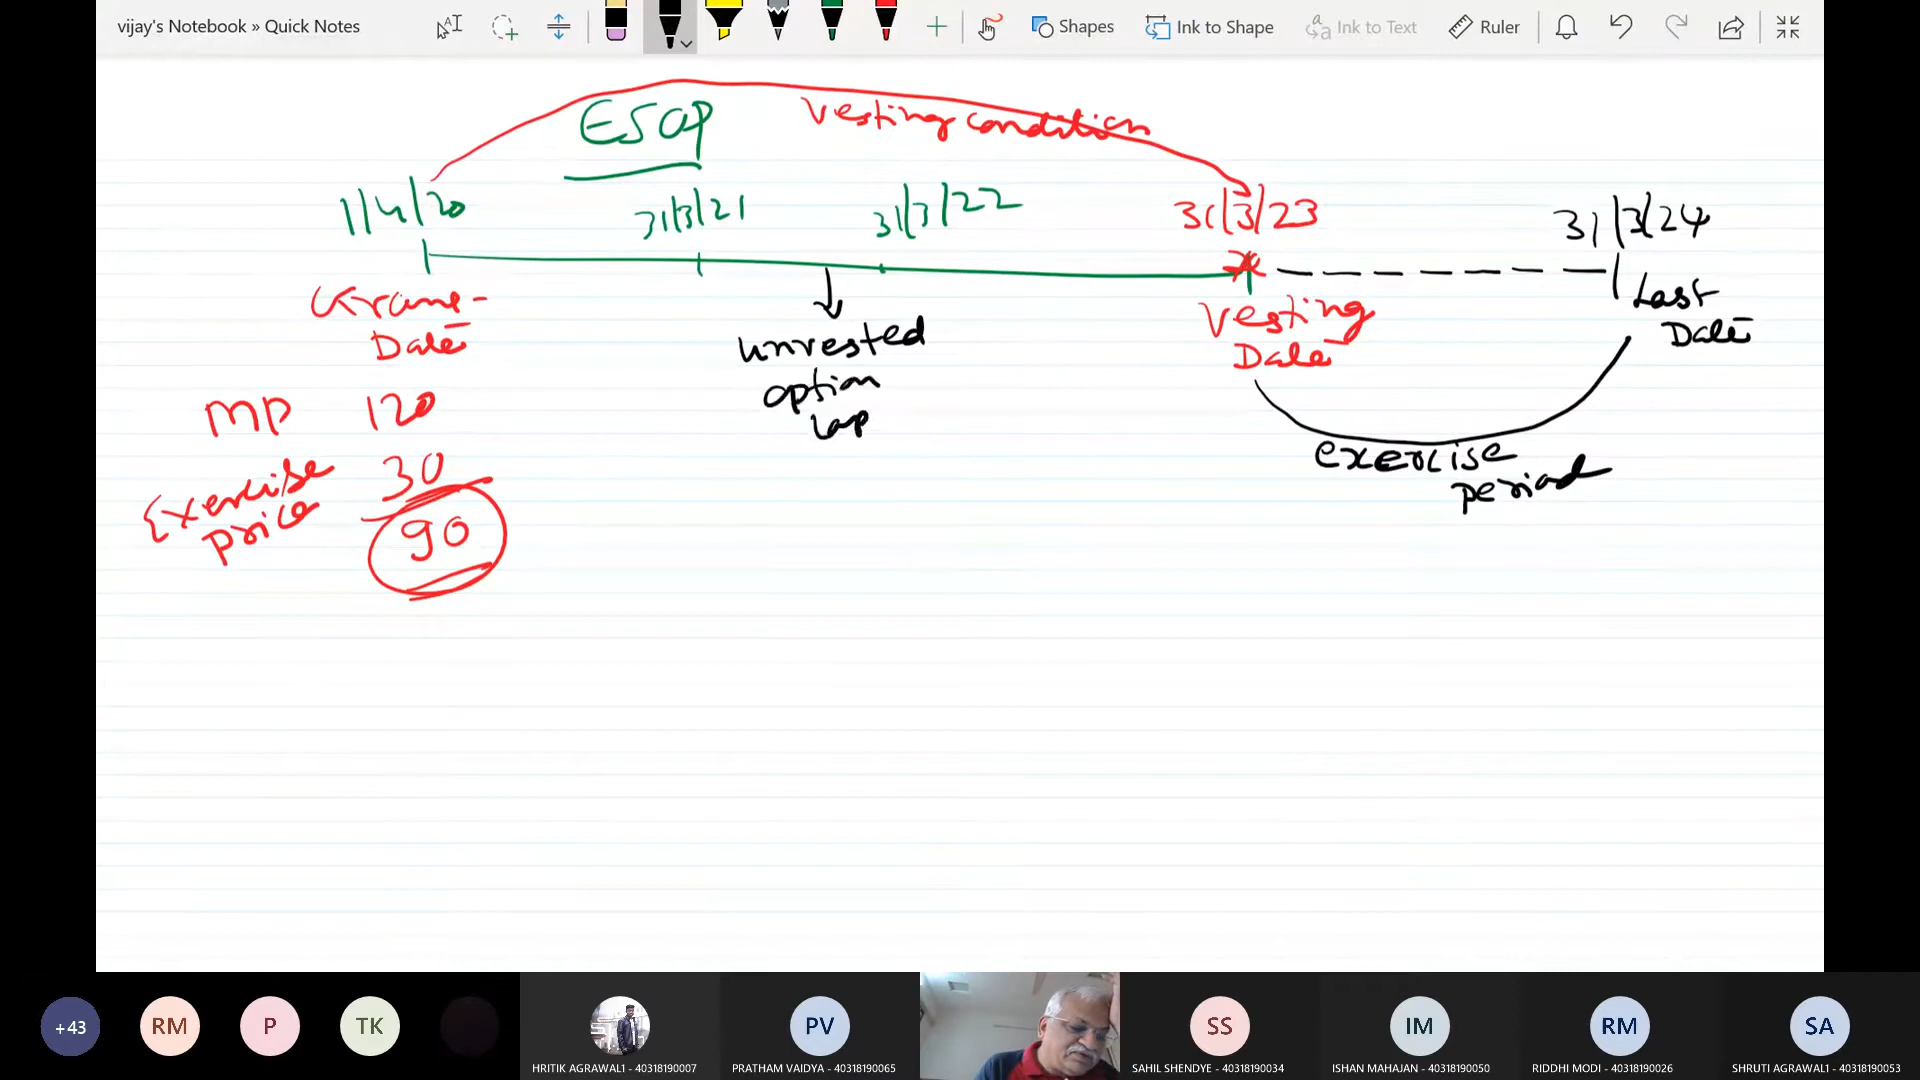 vijay's Notebook » Quick Notes
Shapes
Ink to Shape
Ink to Text
Ruler
ESOP
Vesting condition
1/4/20
31/3/21
31/3/22
31/3/23
31/3/24
Grant
Date
unvested
option
lap
Vesting
Date
Last
Date
MP 120
Exercise
price
30
90
exercise
period
+43
RM
P
TK
PV
SS
IM
RM
SA
HRITIK AGRAWAL1 - 40318190007
PRATHAM VAIDYA - 40318190065
SAHIL SHENDYE - 40318190034
ISHAN MAHAJAN - 40318190050
RIDDHI MODI - 40318190026
SHRUTI AGRAWAL1 - 40318190053